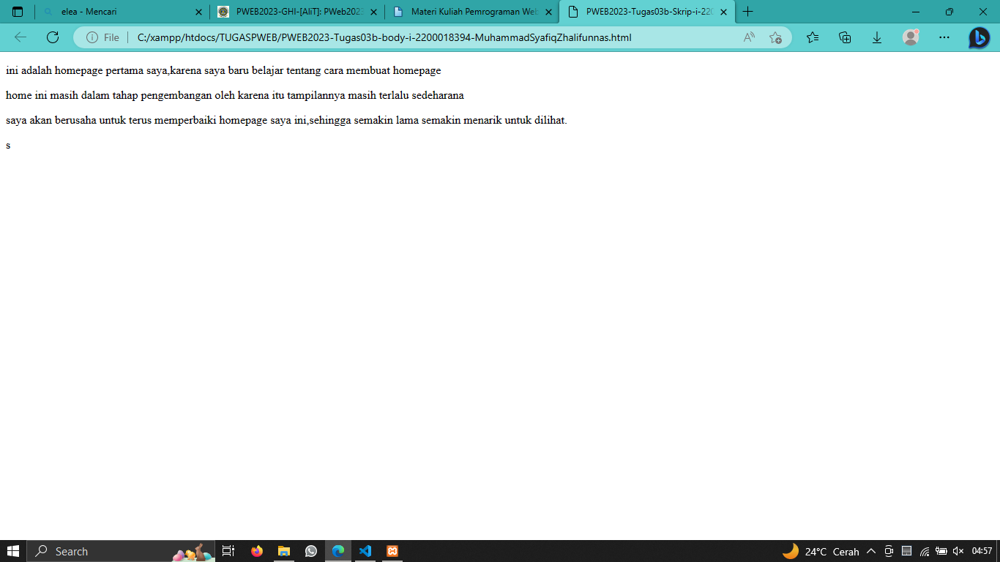 elea - Mencari
PWEB2023-GHI-[AliT]: PWeb2023
Materi Kuliah Pemrograman Web
PWEB2023-Tugas03b-Skrip-i-220
File
C:/xampp/htdocs/TUGASPWEB/PWEB2023-Tugas03b-body-i-2200018394-MuhammadSyafiqZhalifunnas.html
ini adalah homepage pertama saya,karena saya baru belajar tentang cara membuat homepage
home ini masih dalam tahap pengembangan oleh karena itu tampilannya masih terlalu sedeharana
saya akan berusaha untuk terus memperbaiki homepage saya ini,sehingga semakin lama semakin menarik untuk dilihat.
s
Search
24°C Cerah
04:57